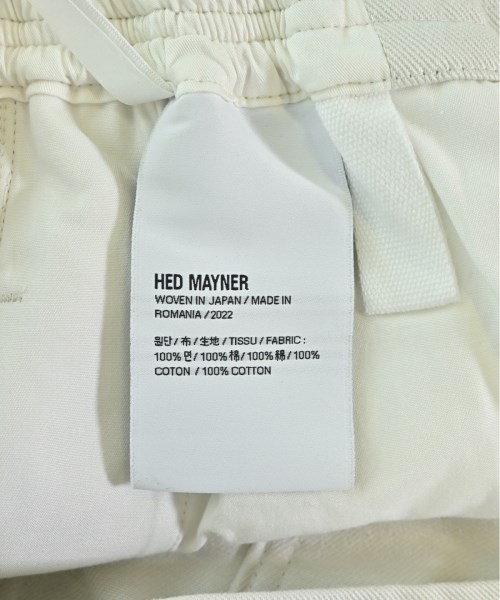 HED MAYNER
WOVEN IN JAPAN / MADE IN
ROMANIA / 2022
원단 / 布 / 生地 / TISSU / FABRIC :
100% 면 / 100% 棉 / 100% 綿 / 100%
COTON / 100% COTTON